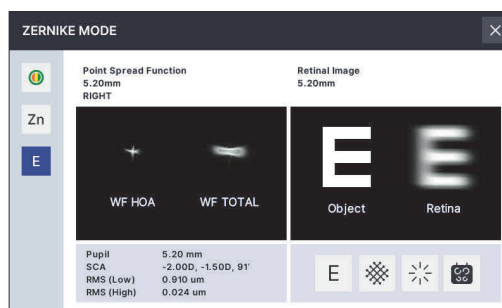 ZERNIKE MODE
Point Spread Function
5.20mm
RIGHT
Retinal Image
5.20mm
Zn
E
WF HOA
WF TOTAL
E
E
Object
Retina
Pupil 5.20 mm
SCA -2.00D, -1.50D, 91'
RMS (Low) 0.910 um
RMS (High) 0.024 um
E